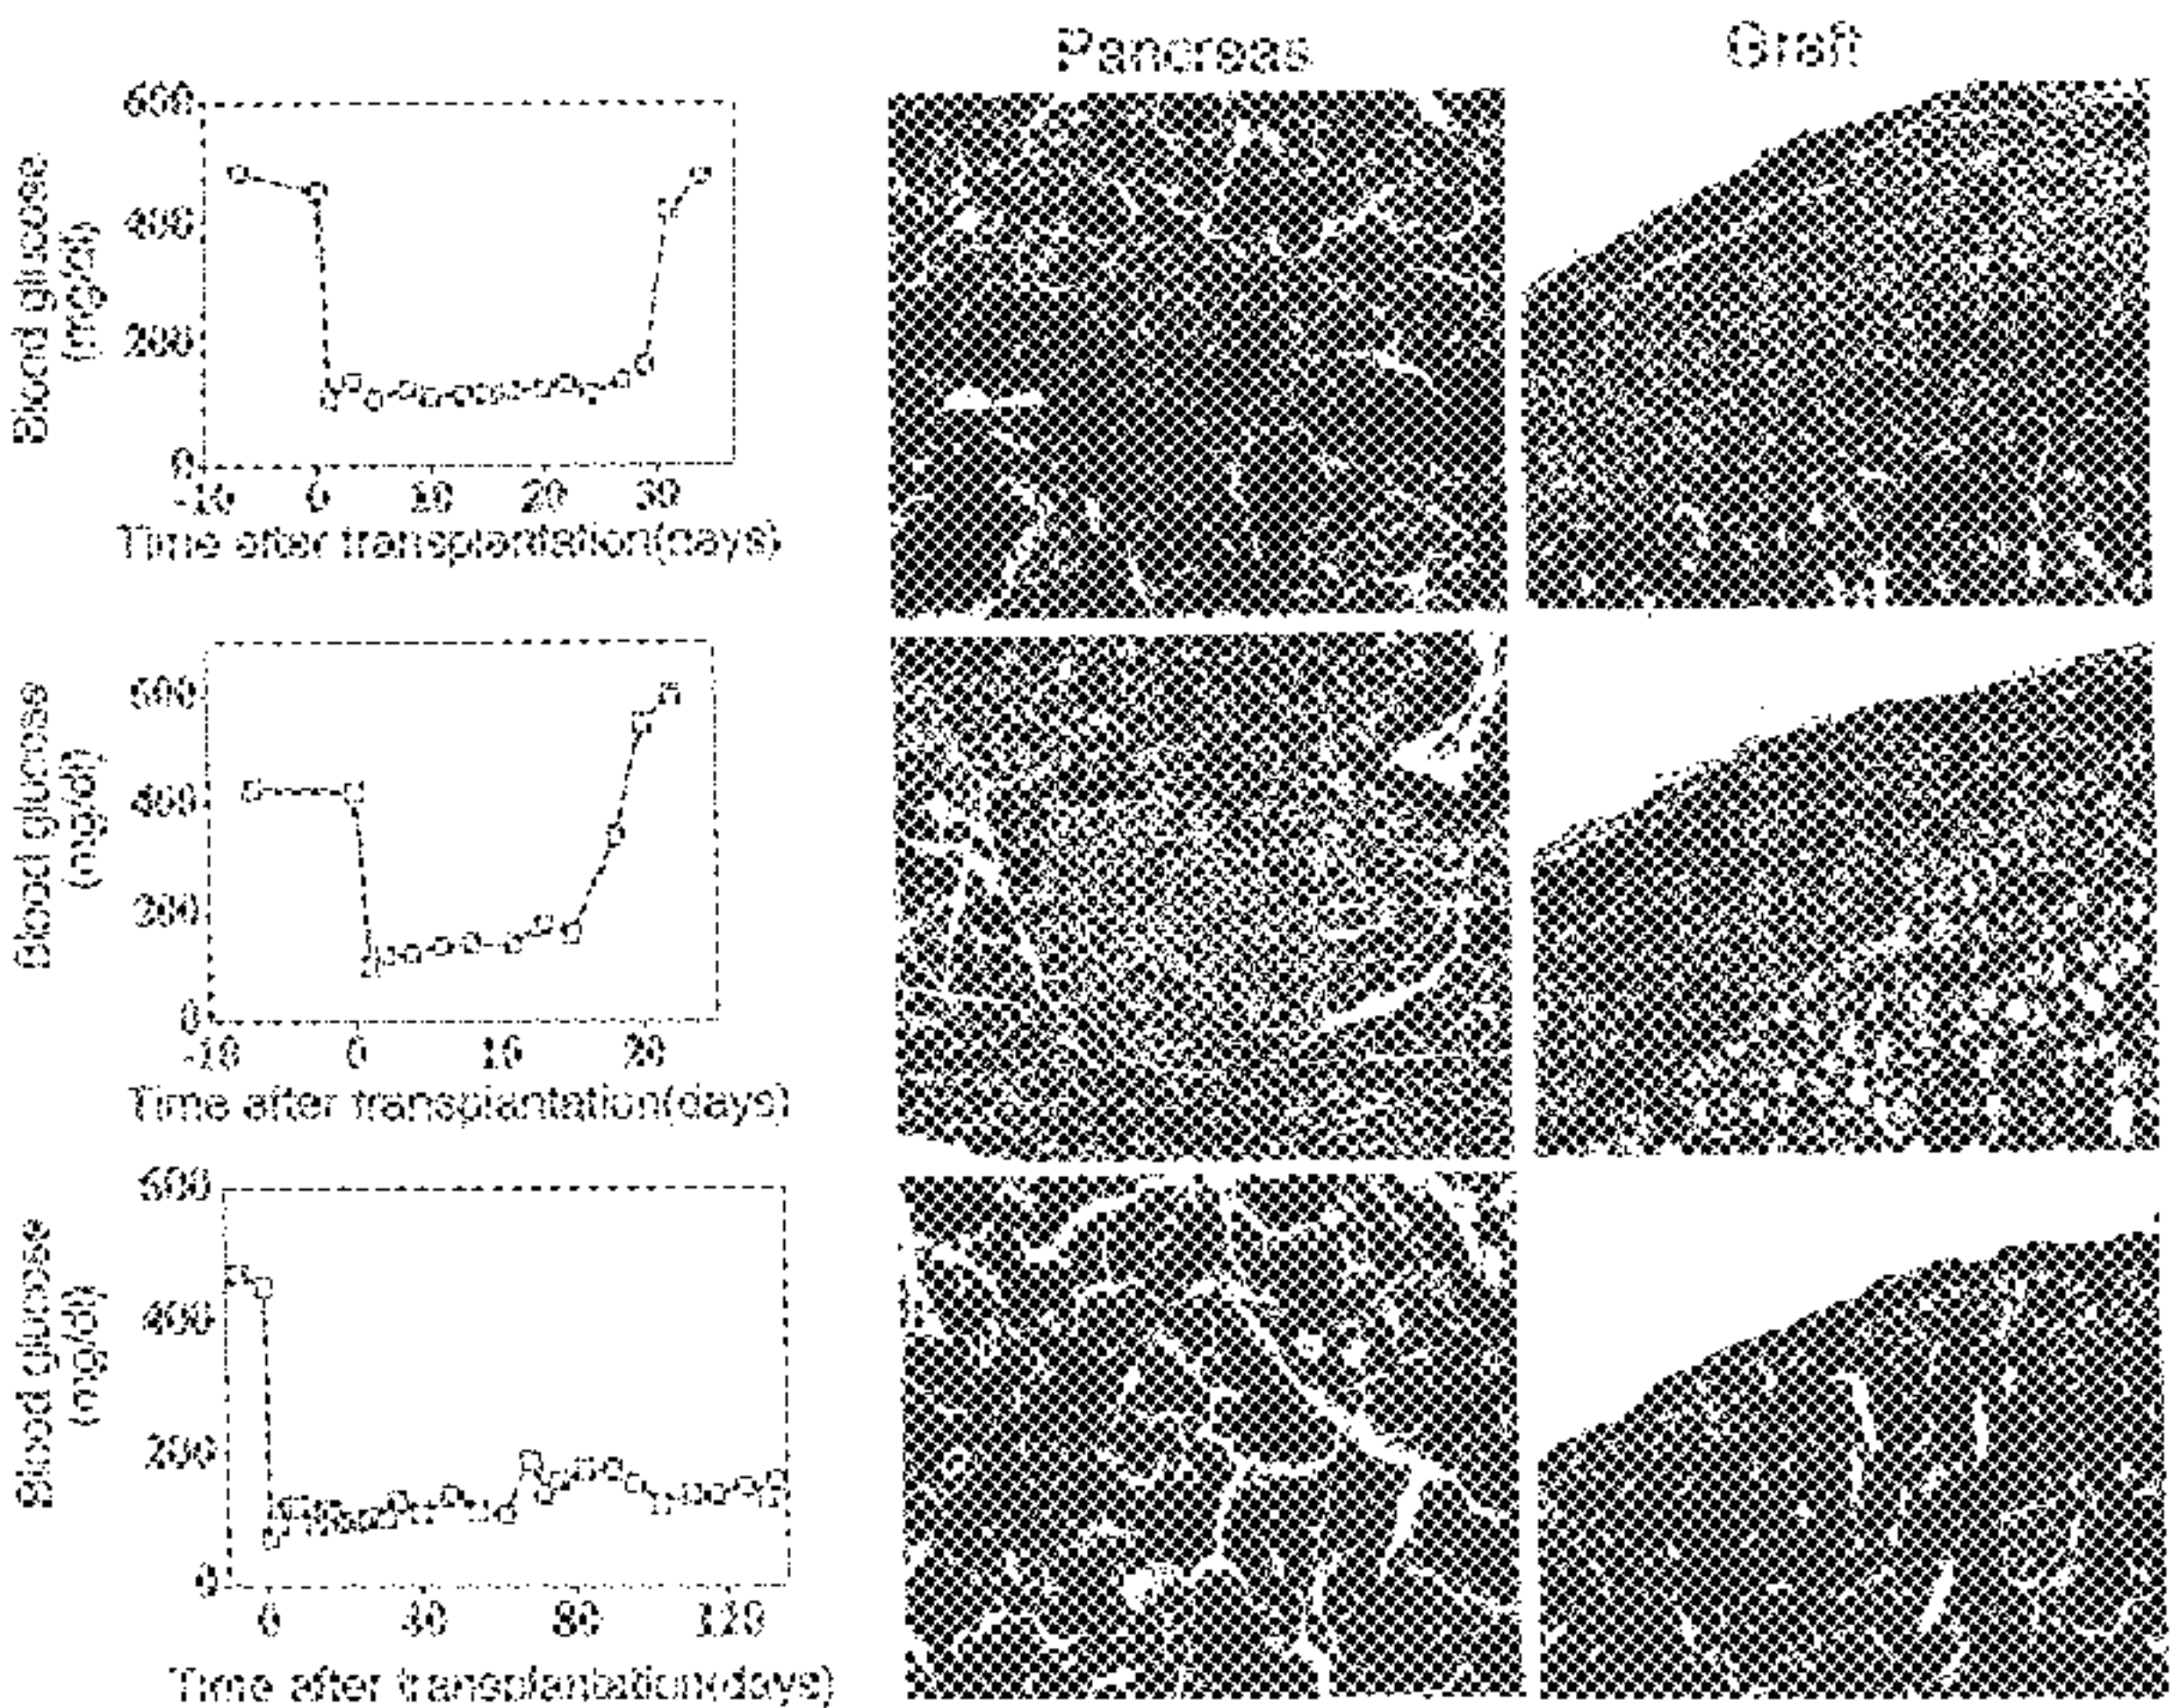 Pancreas
Graft
600
400
200
0
-10 0 10 20 30
Blood glucose
(mg/dl)
Time after transplantation(days)
600
400
200
0
-10 0 10 20
Blood glucose
(mg/dl)
Time after transplantation(days)
600
400
200
0
0 40 80 120
Blood glucose
(mg/dl)
Time after transplantation(days)